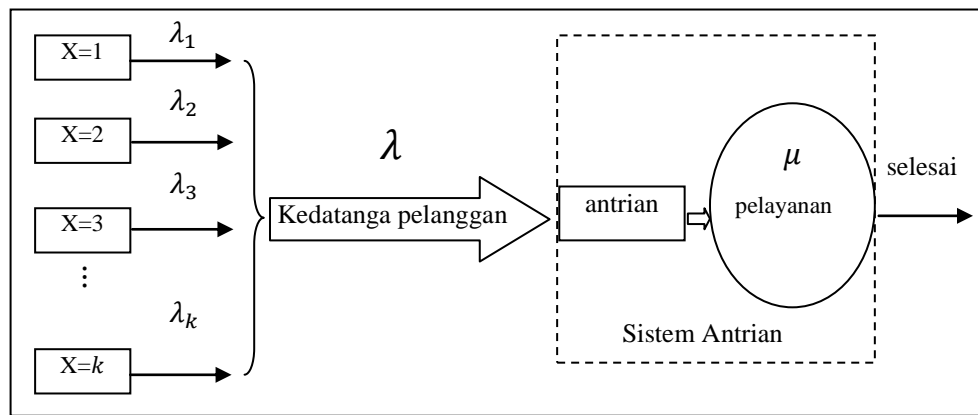 X=1
λ₁
X=2
λ₂
X=3
λ₃
⋮
X=k
λₖ
λ
Kedatanga pelanggan
antrian
μ
pelayanan
selesai
Sistem Antrian